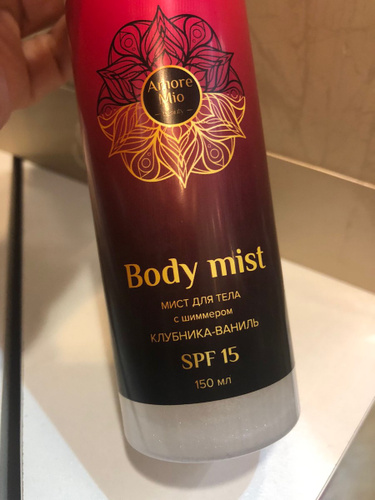 Amore
Mio
Body mist
МИСТ ДЛЯ ТЕЛА
с шиммером
КЛУБНИКА-ВАНИЛЬ
SPF 15
150 мл